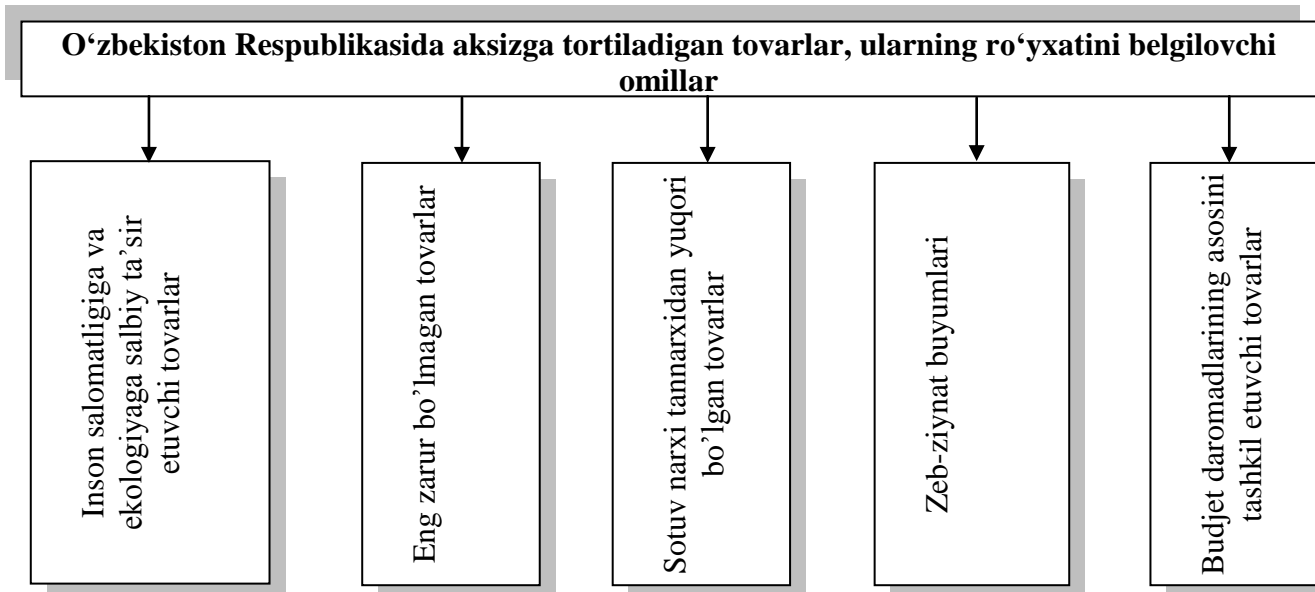 O‘zbekiston Respublikasida aksizga tortiladigan tovarlar, ularning ro‘yxatini belgilovchi
omillar
Inson salomatligiga va
ekologiyaga salbiy ta’sir
etuvchi tovarlar
Eng zarur bo’lmagan tovarlar
Sotuv narxi tannarxidan yuqori
bo’lgan tovarlar
Zeb-ziynat buyumlari
Budjet daromadlarining asosini
tashkil etuvchi tovarlar